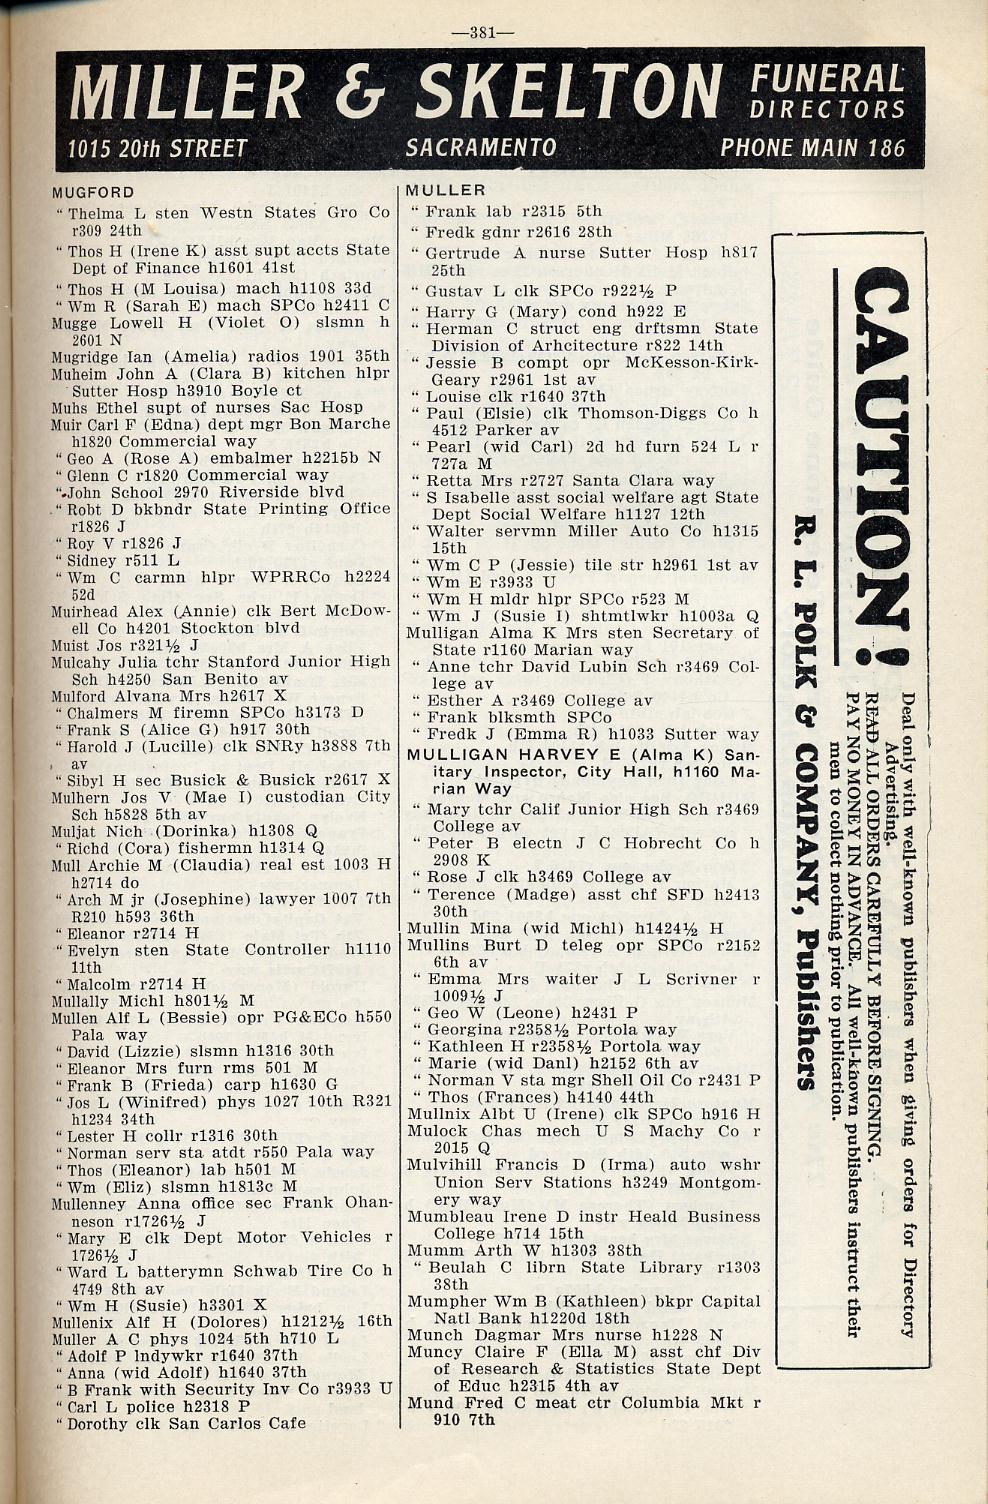 —381—
MILLER & SKELTON FUNERAL DIRECTORS
1015 20th STREET SACRAMENTO PHONE MAIN 186
MUGFORD
" Thelma L sten Westn States Gro Co
r309 24th
" Thos H (Irene K) asst supt accts State
Dept of Finance h1601 41st
" Thos H (M Louisa) mach h1108 33d
" Wm R (Sarah E) mach SPCo h2411 C
Mugge Lowell H (Violet O) slsmn h
2601 N
Mugridge Ian (Amelia) radios 1901 35th
Muheim John A (Clara B) kitchen hlpr
Sutter Hosp h3910 Boyle ct
Muhs Ethel supt of nurses Sac Hosp
Muir Carl F (Edna) dept mgr Bon Marche
h1820 Commercial way
" Geo A (Rose A) embalmer h2215b N
" Glenn C r1820 Commercial way
" John School 2970 Riverside blvd
" Robt D bkbndr State Printing Office
r1826 J
" Roy V r1826 J
" Sidney r511 L
" Wm C carmn hlpr WPRRCo h2224
52d
Muirhead Alex (Annie) clk Bert McDow-
ell Co h4201 Stockton blvd
Muist Jos r321½ J
Mulcahy Julia tchr Stanford Junior High
Sch h4250 San Benito av
Mulford Alvana Mrs h2617 X
" Chalmers M firemn SPCo h3173 D
" Frank S (Alice G) h917 30th
" Harold J (Lucille) clk SNRy h3888 7th
av
" Sibyl H sec Busick & Busick r2617 X
Mulhern Jos V (Mae I) custodian City
Sch h5828 5th av
Muljat Nich (Dorinka) h1308 Q
" Richd (Cora) fishermn h1314 Q
Mull Archie M (Claudia) real est 1003 H
h2714 do
" Arch M jr (Josephine) lawyer 1007 7th
R210 h593 36th
" Eleanor r2714 H
" Evelyn sten State Controller h1110
11th
" Malcolm r2714 H
Mullally Michl h801½ M
Mullen Alf L (Bessie) opr PG&ECo h550
Pala way
" David (Lizzie) slsmn h1316 30th
" Eleanor Mrs furn rms 501 M
" Frank B (Frieda) carp h1630 G
" Jos L (Winifred) phys 1027 10th R321
h1234 34th
" Lester H collr r1316 30th
" Norman serv sta atdt r550 Pala way
" Thos (Eleanor) lab h501 M
" Wm (Eliz) slsmn h1813c M
Mullenney Anna office sec Frank Ohan-
neson r1726½ J
" Mary E clk Dept Motor Vehicles r
1726½ J
" Ward L batterymn Schwab Tire Co h
4749 8th av
" Wm H (Susie) h3301 X
Mullenix Alf H (Dolores) h1212½ 16th
Muller A C phys 1024 5th h710 L
" Adolf P lndywkr r1640 37th
" Anna (wid Adolf) h1640 37th
" B Frank with Security Inv Co r3933 U
" Carl L police h2318 P
" Dorothy clk San Carlos Cafe
MULLER
" Frank lab r2315 5th
" Fredk gdnr r2616 28th
" Gertrude A nurse Sutter Hosp h817
25th
" Gustav L clk SPCo r922½ P
" Harry G (Mary) cond h922 E
" Herman C struct eng drftsmn State
Division of Arhcitecture r822 14th
" Jessie B compt opr McKesson-Kirk-
Geary r2961 1st av
" Louise clk r1640 37th
" Paul (Elsie) clk Thomson-Diggs Co h
4512 Parker av
" Pearl (wid Carl) 2d hd furn 524 L r
727a M
" Retta Mrs r2727 Santa Clara way
" S Isabelle asst social welfare agt State
Dept Social Welfare h1127 12th
" Walter servmn Miller Auto Co h1315
15th
" Wm C P (Jessie) tile str h2961 1st av
" Wm E r3933 U
" Wm H mldr hlpr SPCo r523 M
" Wm J (Susie I) shtmtlwkr h1003a Q
Mulligan Alma K Mrs sten Secretary of
State r1160 Marian way
" Anne tchr David Lubin Sch r3469 Col-
lege av
" Esther A r3469 College av
" Frank blksmth SPCo
" Fredk J (Emma R) h1033 Sutter way
MULLIGAN HARVEY E (Alma K) San-
itary Inspector, City Hall, h1160 Ma-
rian Way
" Mary tchr Calif Junior High Sch r3469
College av
" Peter B electn J C Hobrecht Co h
2908 K
" Rose J clk h3469 College av
" Terence (Madge) asst chf SFD h2413
30th
Mullin Mina (wid Michl) h1424½ H
Mullins Burt D teleg opr SPCo r2152
6th av
" Emma Mrs waiter J L Scrivner r
1009½ J
" Geo W (Leone) h2431 P
" Georgina r2358½ Portola way
" Kathleen H r2358½ Portola way
" Marie (wid Danl) h2152 6th av
" Norman V sta mgr Shell Oil Co r2431 P
" Thos (Frances) h4140 44th
Mullnix Albt U (Irene) clk SPCo h916 H
Mulock Chas mech U S Machy Co r
2015 Q
Mulvihill Francis D (Irma) auto wshr
Union Serv Stations h3249 Montgom-
ery way
Mumbleau Irene D instr Heald Business
College h714 15th
Mumm Arth W h1303 38th
" Beulah C librn State Library r1303
38th
Mumpher Wm B (Kathleen) bkpr Capital
Natl Bank h1220d 18th
Munch Dagmar Mrs nurse h1228 N
Muncy Claire F (Ella M) asst chf Div
of Research & Statistics State Dept
of Educ h2315 4th av
Mund Fred C meat ctr Columbia Mkt r
910 7th
CAUTION!
Deal only with well-known publishers when giving orders for Directory
Advertising.
READ ALL ORDERS CAREFULLY BEFORE SIGNING.
PAY NO MONEY IN ADVANCE. All well-known publishers instruct their
men to collect nothing prior to publication.
R. L. POLK & COMPANY, Publishers